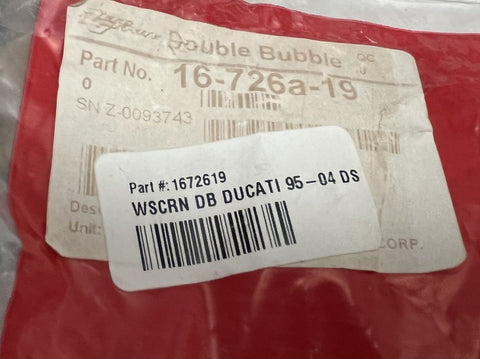 Double Bubble
QC
Part No. 16-726a-19
0
SN Z-0093743
Part #: 1672619
WSCRN DB DUCATI 95-04 DS
Unit:
CORP.